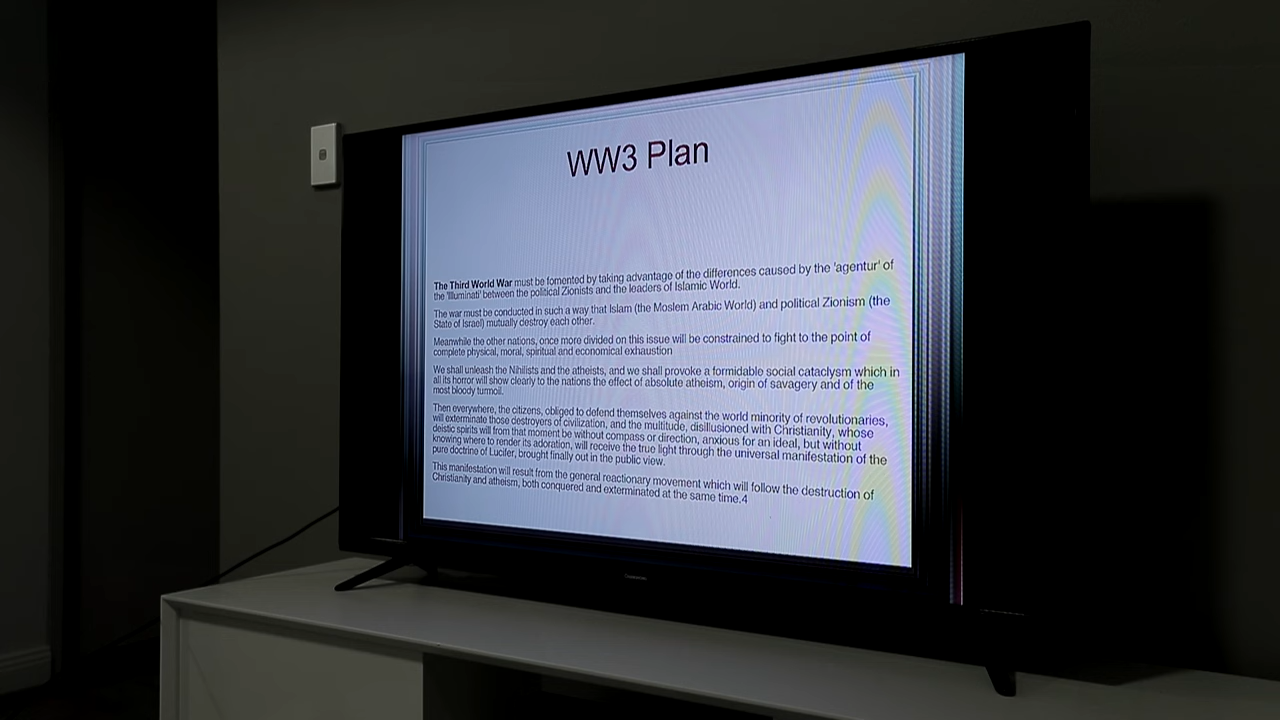 WW3 Plan
The Third World War must be fomented by taking advantage of the differences caused by the 'agentur' of
the 'Illuminati' between the political Zionists and the leaders of Islamic World.
The war must be conducted in such a way that Islam (the Moslem Arabic World) and political Zionism (the
State of Israel) mutually destroy each other.
Meanwhile the other nations, once more divided on this issue will be constrained to fight to the point of
complete physical, moral, spiritual and economical exhaustion
We shall unleash the Nihilists and the atheists, and we shall provoke a formidable social cataclysm which in
all its horror will show clearly to the nations the effect of absolute atheism, origin of savagery and of the
most bloody turmoil.
Then everywhere, the citizens, obliged to defend themselves against the world minority of revolutionaries,
will exterminate those destroyers of civilization, and the multitude, disillusioned with Christianity, whose
deistic spirits will from that moment be without compass or direction, anxious for an ideal, but without
knowing where to render its adoration, will receive the true light through the universal manifestation of the
pure doctrine of Lucifer, brought finally out in the public view.
This manifestation will result from the general reactionary movement which will follow the destruction of
Christianity and atheism, both conquered and exterminated at the same time.4